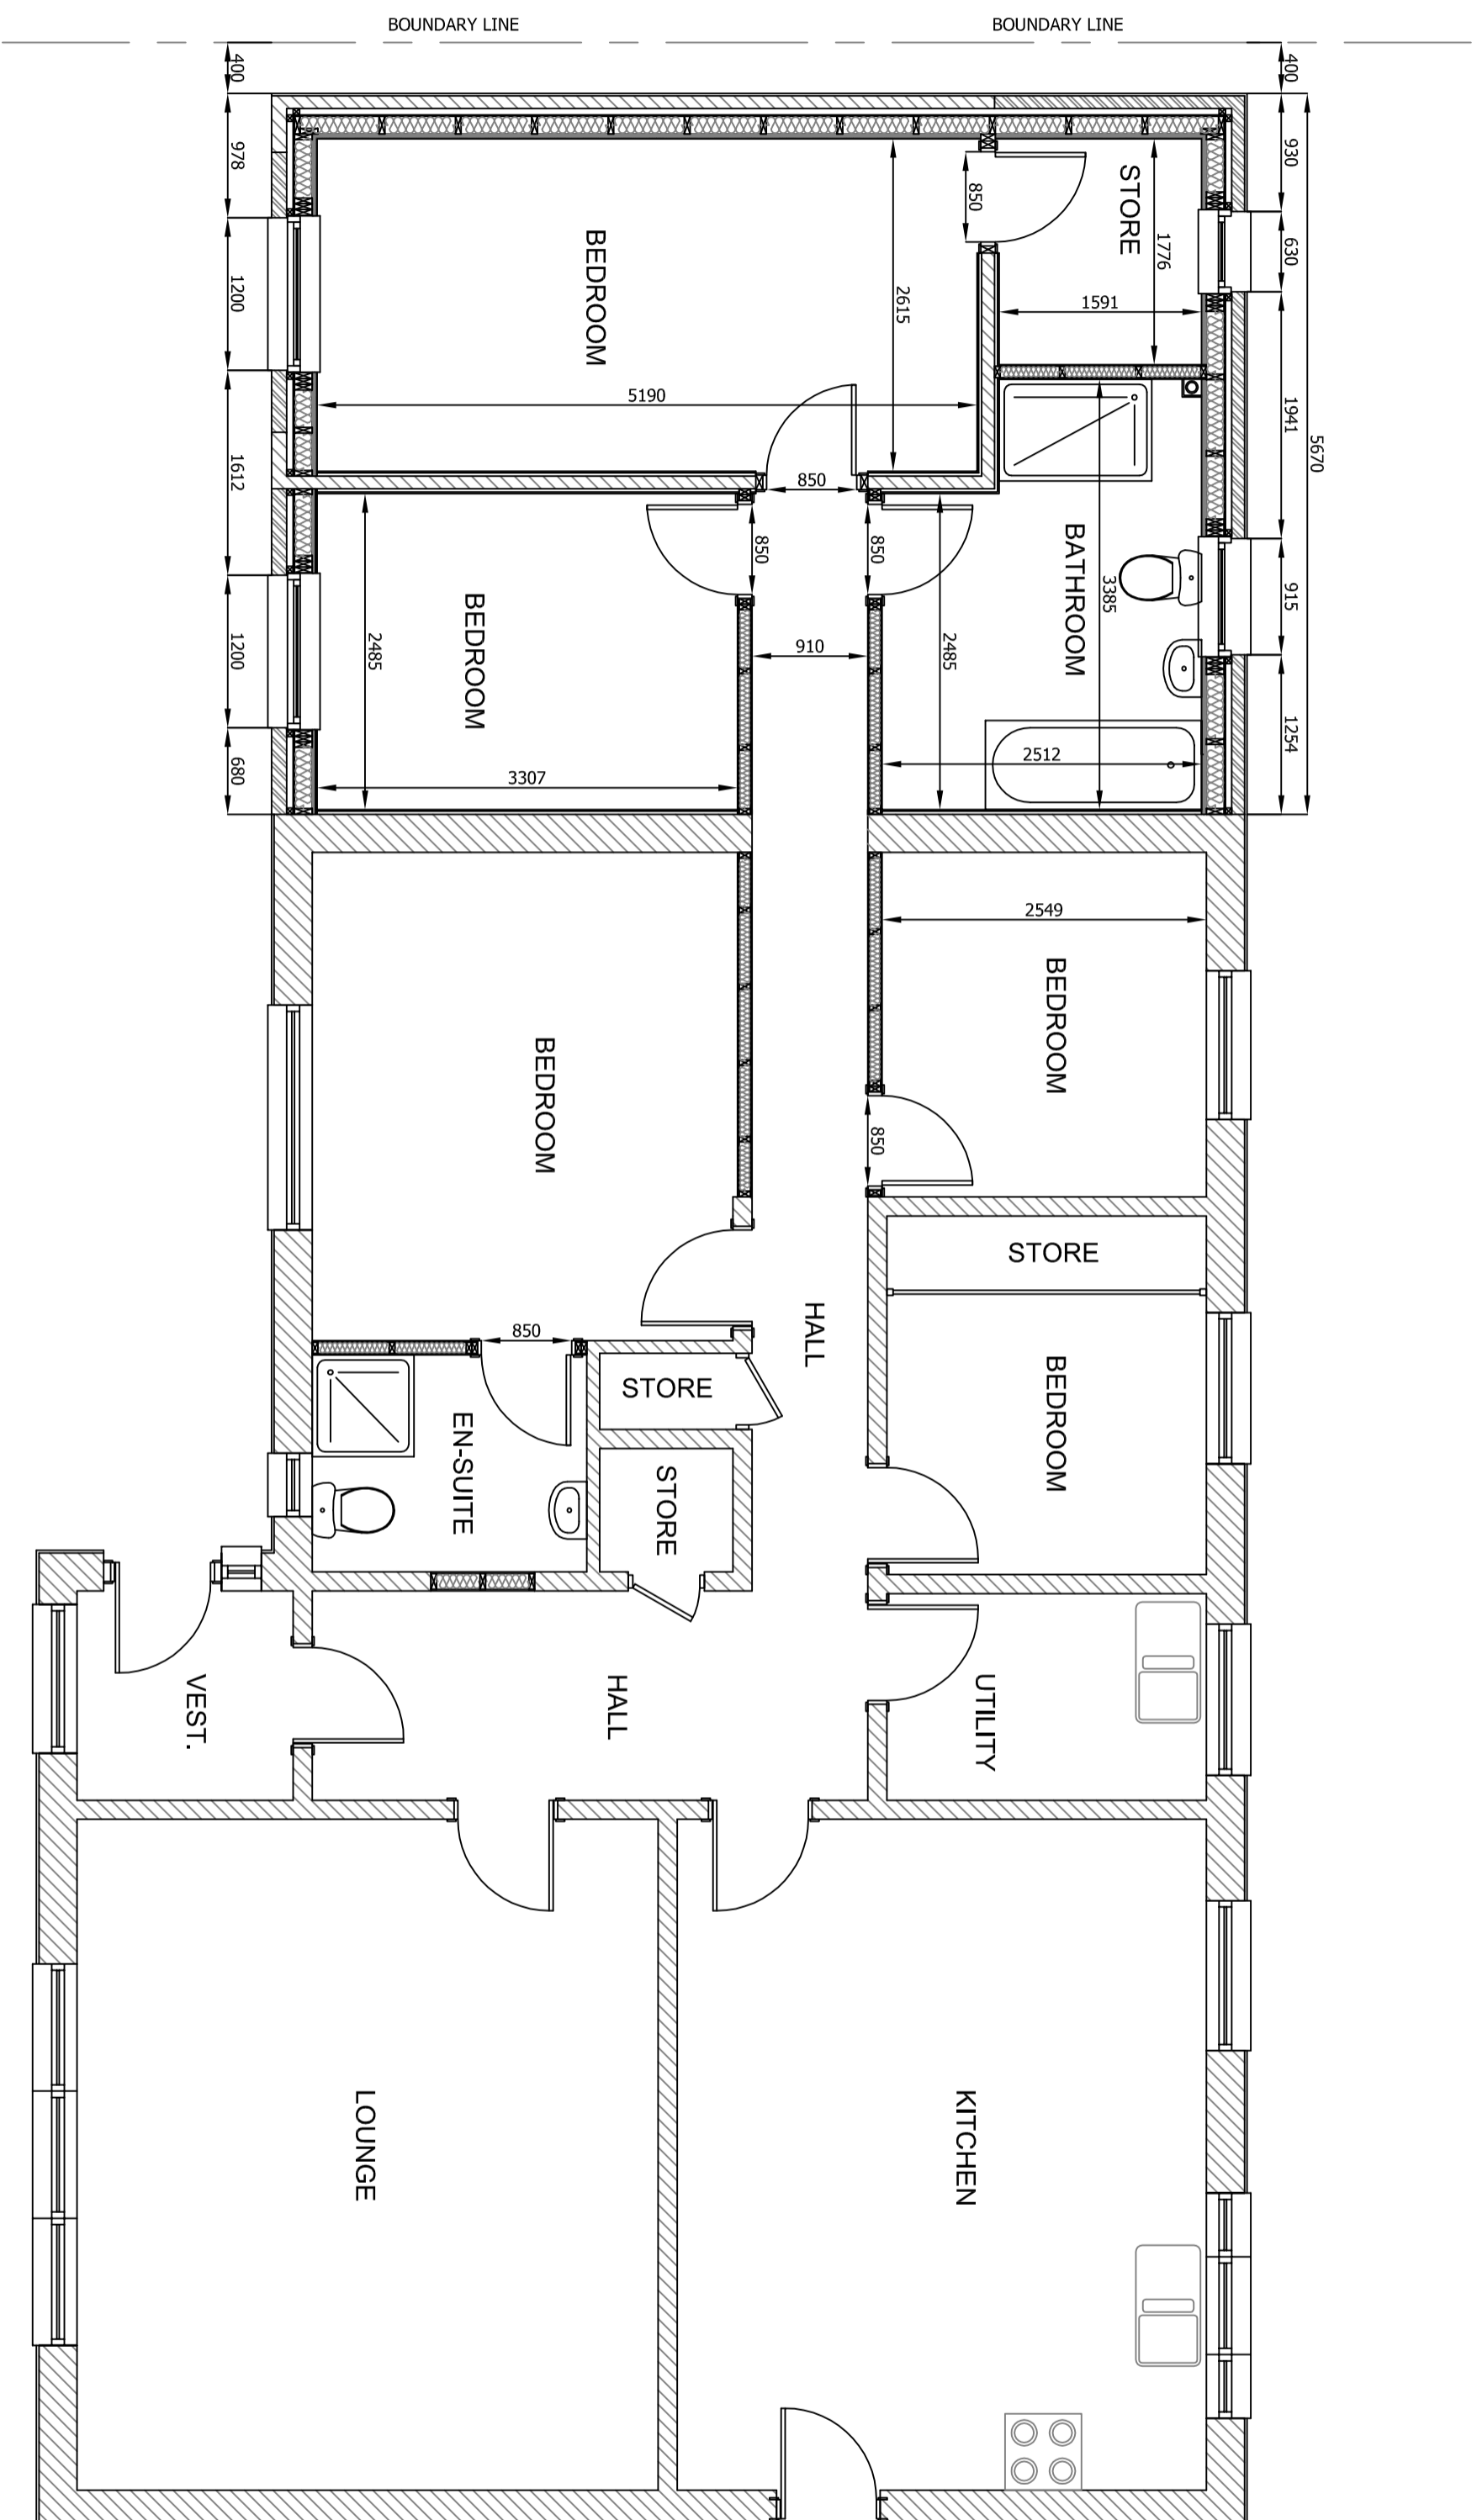 BOUNDARY LINE
BOUNDARY LINE
400
400
978
930
STORE
850
1776
630
BEDROOM
1200
2615
1591
5190
1941
5670
1612
850
850
850
BATHROOM
3385
915
BEDROOM
2485
1200
910
2485
1254
680
3307
2512
2549
BEDROOM
BEDROOM
850
STORE
HALL
850
STORE
BEDROOM
EN-SUITE
STORE
VEST.
HALL
UTILITY
LOUNGE
KITCHEN